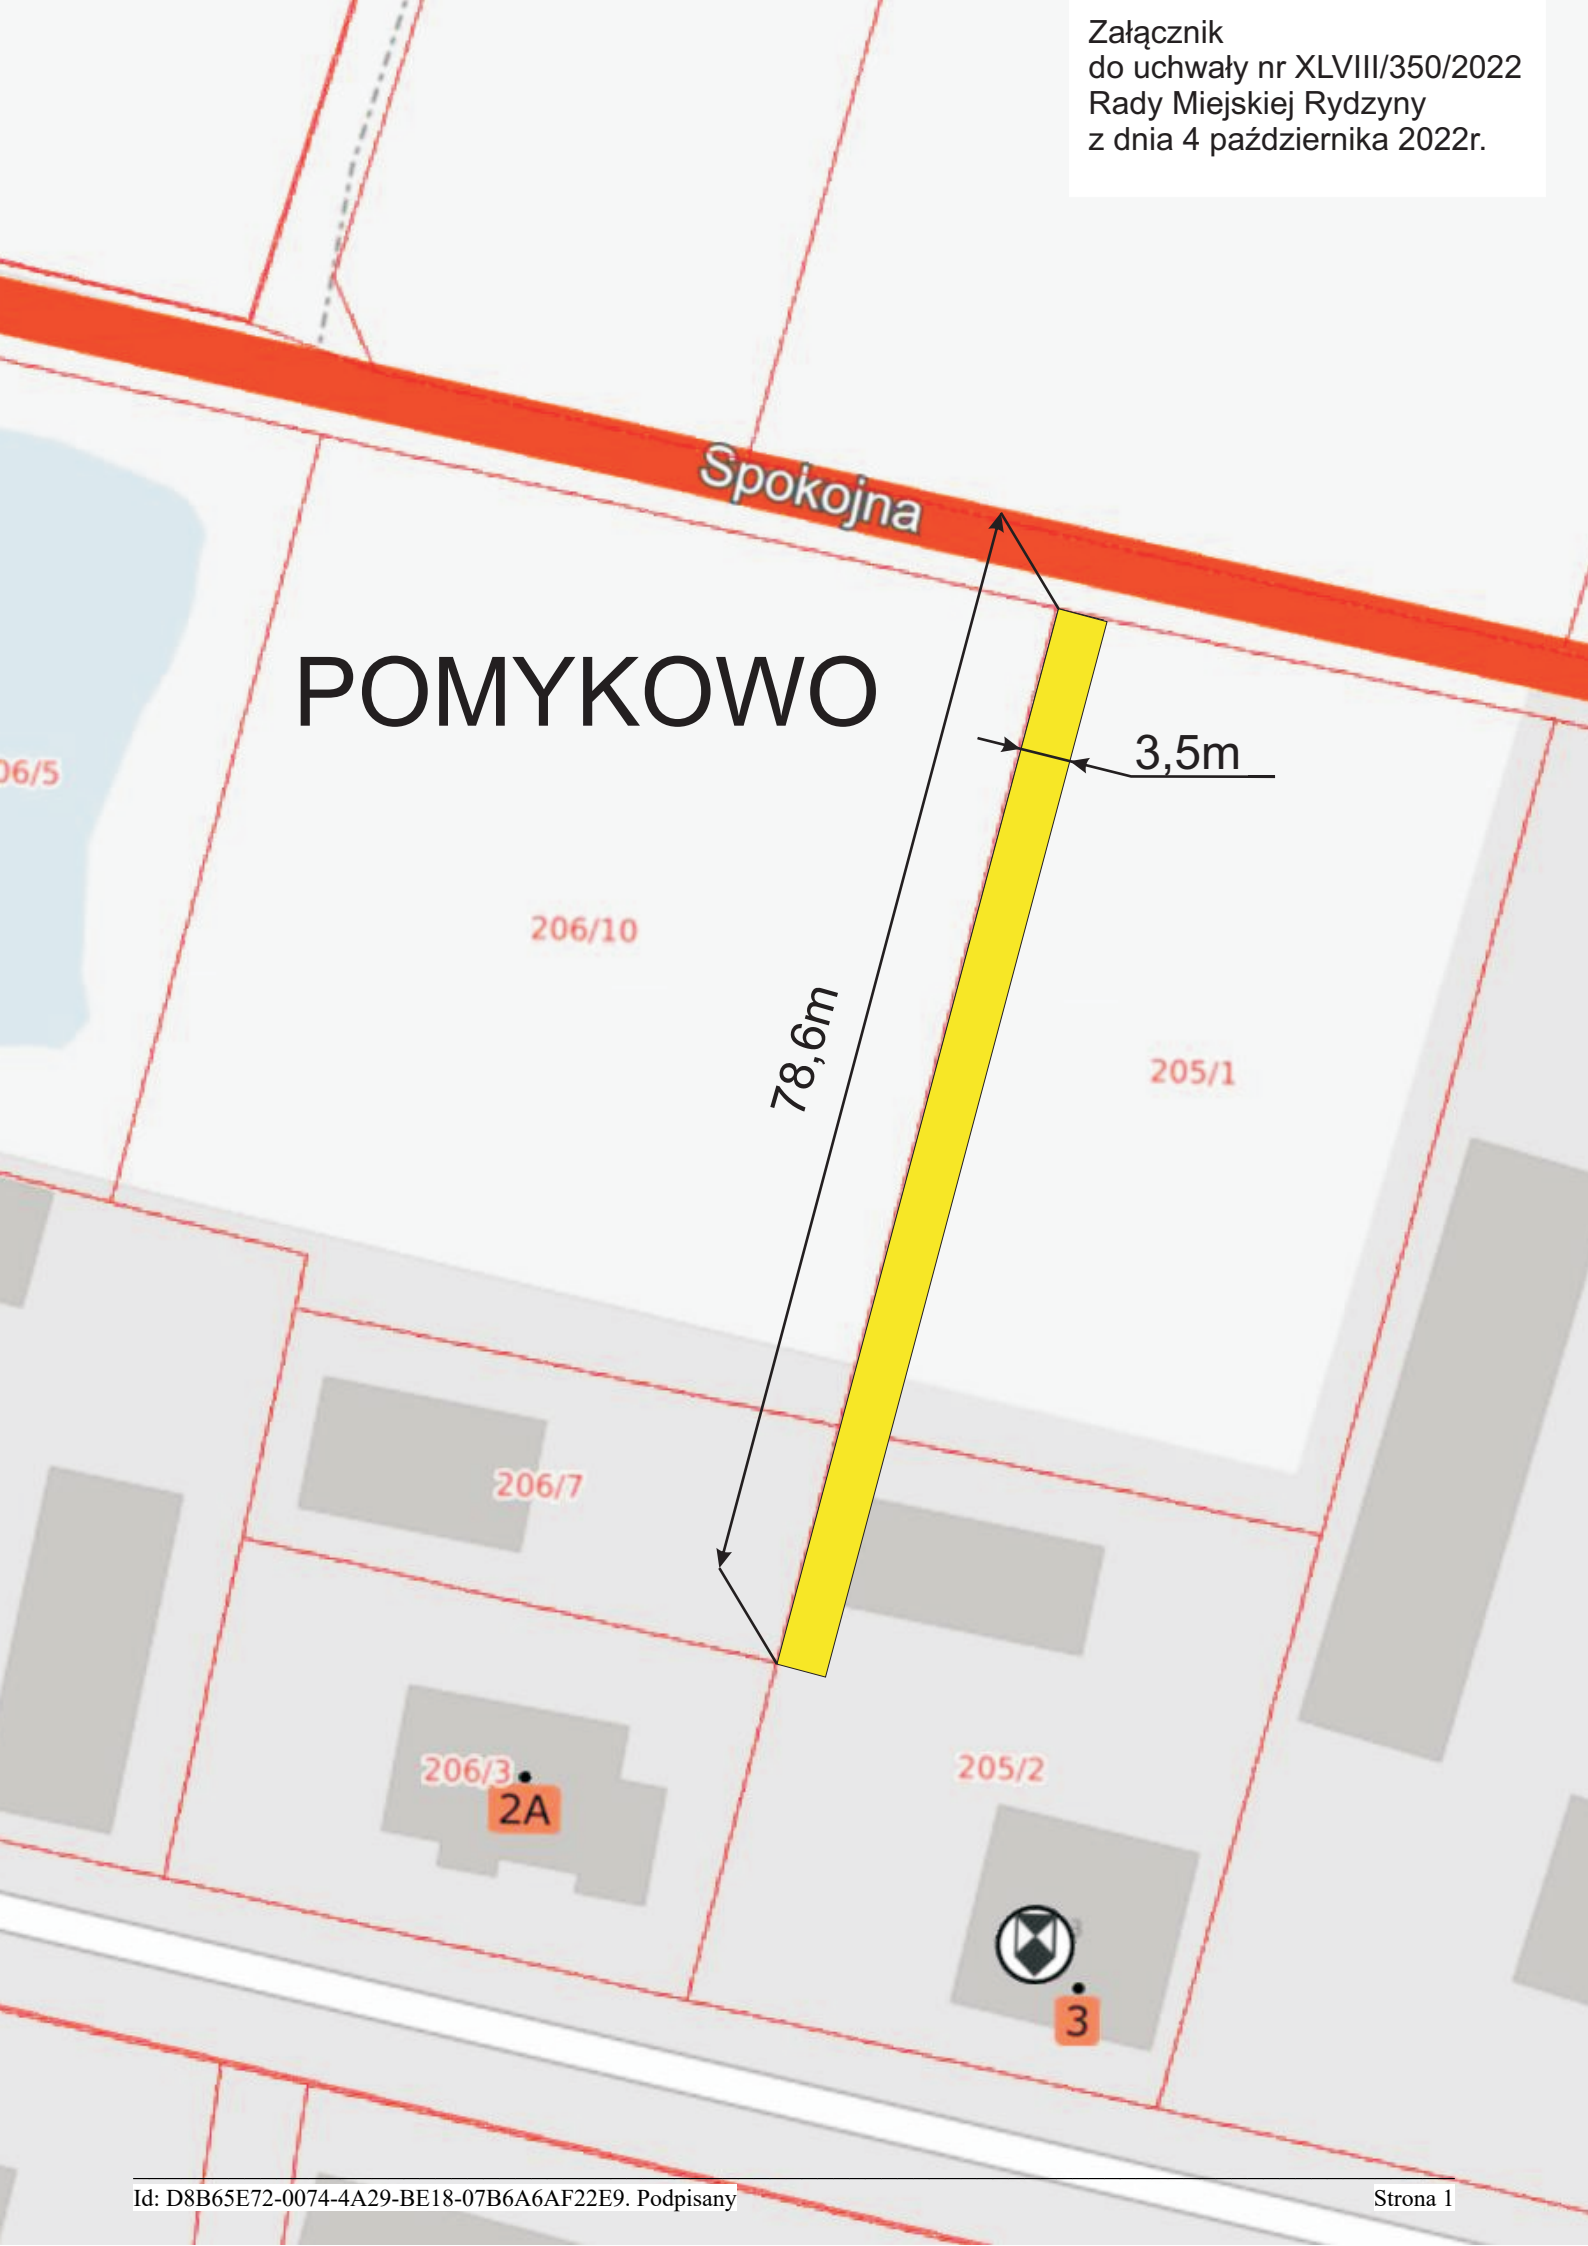 Załącznik
do uchwały nr XLVIII/350/2022
Rady Miejskiej Rydzyny
z dnia 4 października 2022r.
Spokojna
POMYKOWO
3,5m
06/5
206/10
78,6m
205/1
206/7
206/3
2A
205/2
3
Id: D8B65E72-0074-4A29-BE18-07B6A6AF22E9. Podpisany
Strona 1